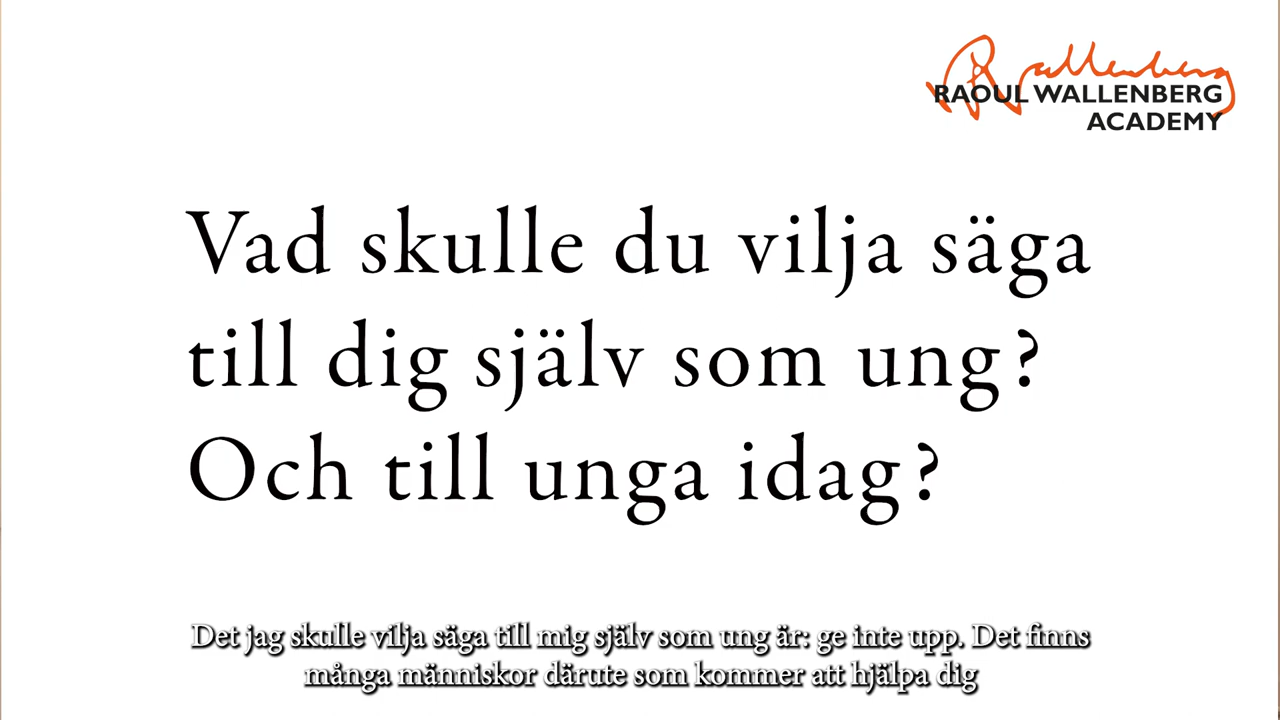 Wallenberg
RAOUL WALLENBERG
ACADEMY
Vad skulle du vilja säga
till dig själv som ung?
Och till unga idag?
Det jag skulle vilja säga till mig själv som ung är: ge inte upp. Det finns
många människor därute som kommer att hjälpa dig